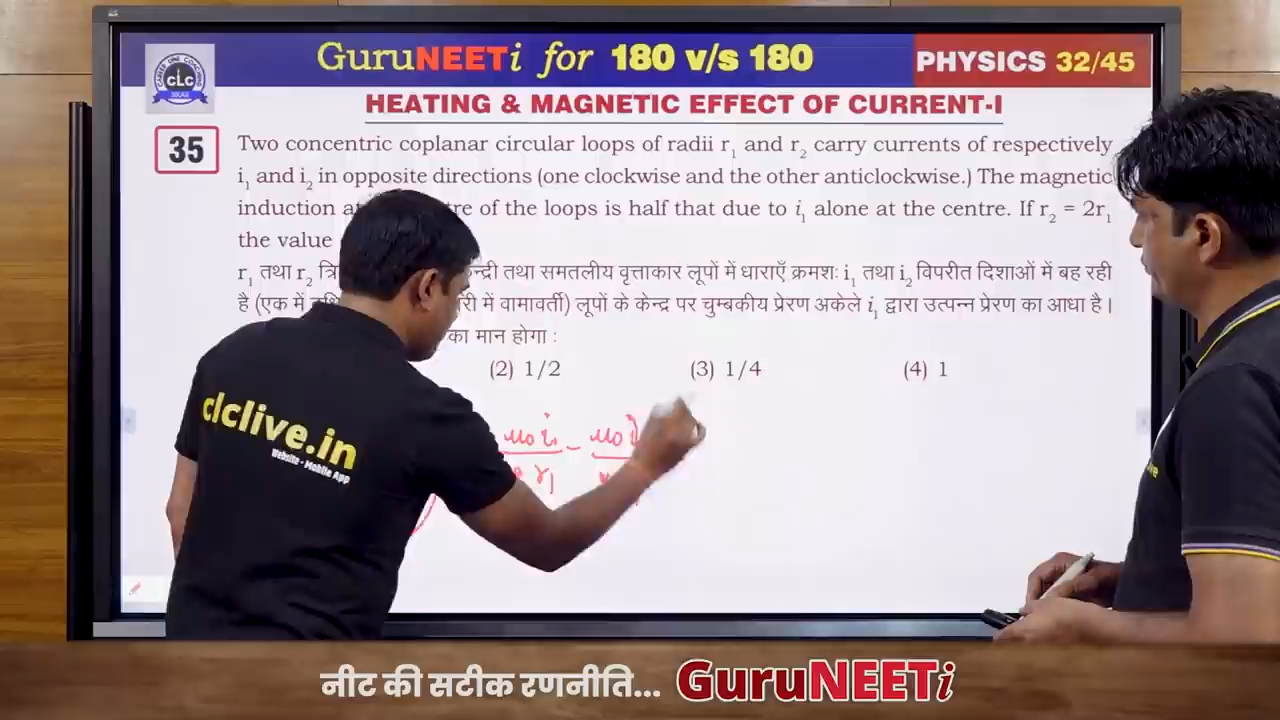 GuruNEETi for 180 v/s 180
PHYSICS 32/45
CLC
HEATING & MAGNETIC EFFECT OF CURRENT-I
35
Two concentric coplanar circular loops of radii r₁ and r₂ carry currents of respectively
i₁ and i₂ in opposite directions (one clockwise and the other anticlockwise.) The magnetic
induction of the loops is half that due to i₁ alone at the centre. If r₂ = 2r₁
the value
r₁ तथा r₂ तथा समतलीय वृत्ताकार लूपों में धाराएँ क्रमशः i₁ तथा i₂ विपरीत दिशाओं में बह रही
है (एक में में वामावर्ती) लूपों के केन्द्र पर चुम्बकीय प्रेरण अकेले i₁ द्वारा उत्पन्न प्रेरण का आधा है।
का मान होगा :
(2) 1/2 (3) 1/4 (4) 1
μ₀ i₁ – μ₀
r₁
clclive.in
Website - Mobile App
नीट की सटीक रणनीति... GuruNEETi